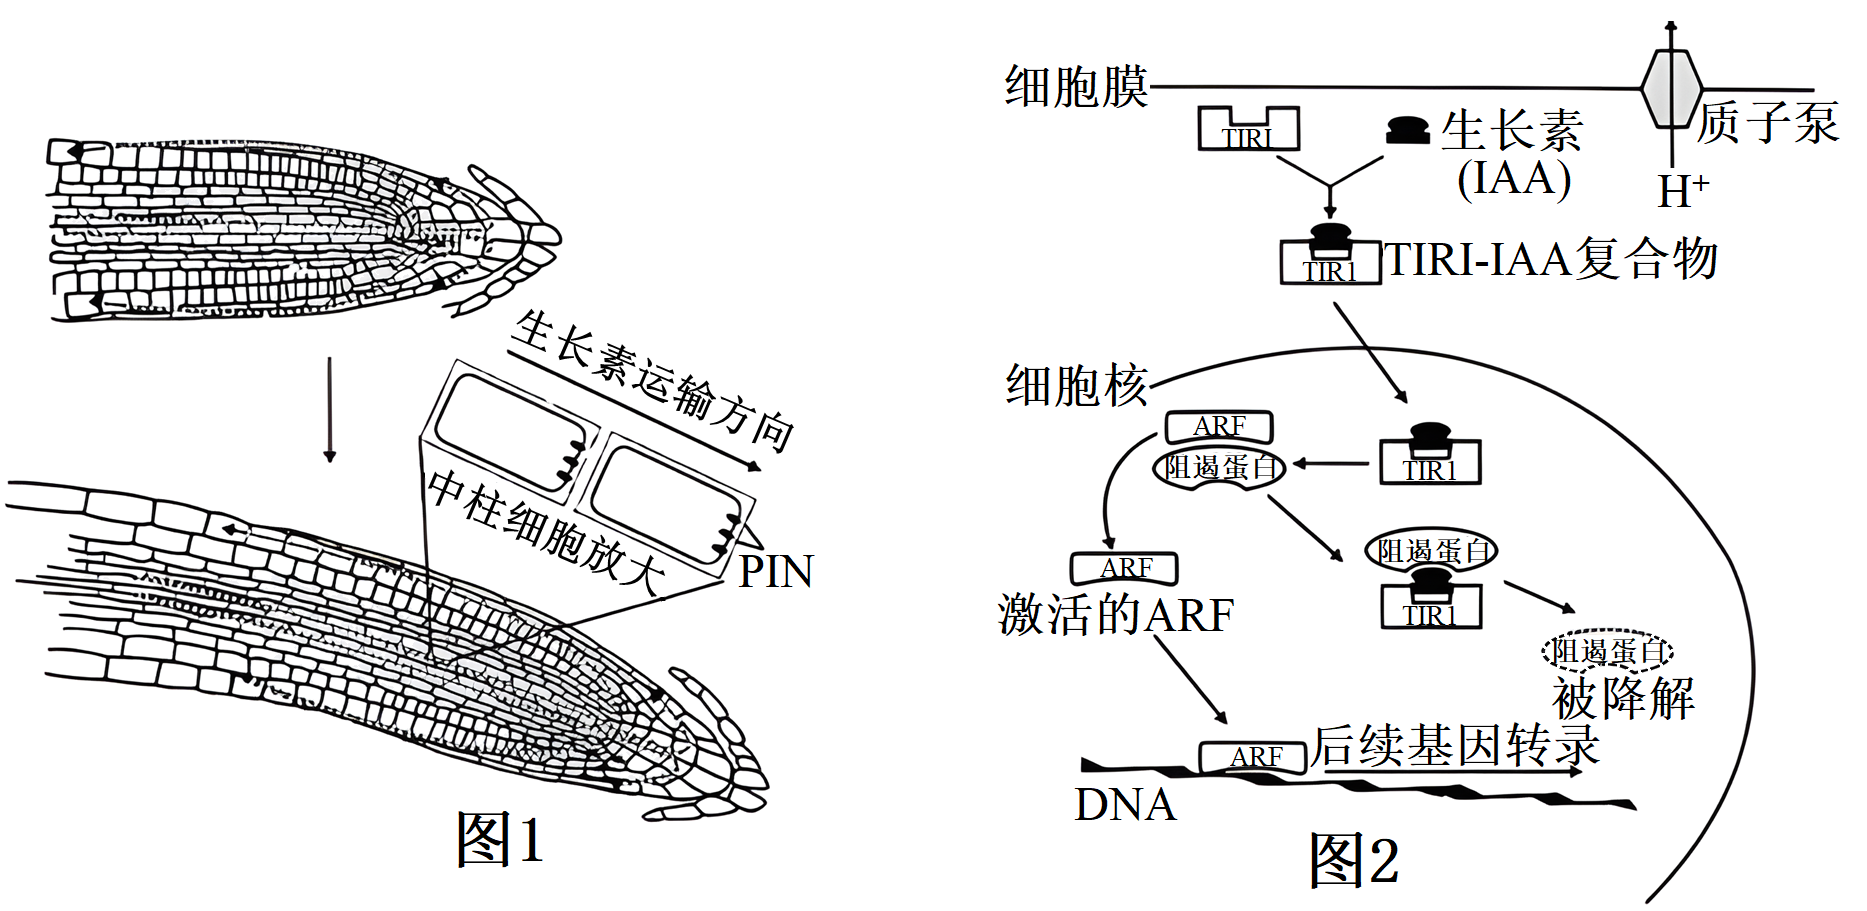 生长素运输方向
中柱细胞放大
PIN
图1
细胞膜
TIRI
生长素
(IAA)
质子泵
H⁺
TIR1
TIRI-IAA复合物
细胞核
ARF
阻遏蛋白
TIR1
ARF
激活的ARF
阻遏蛋白
TIR1
阻遏蛋白
被降解
ARF
后续基因转录
DNA
图2